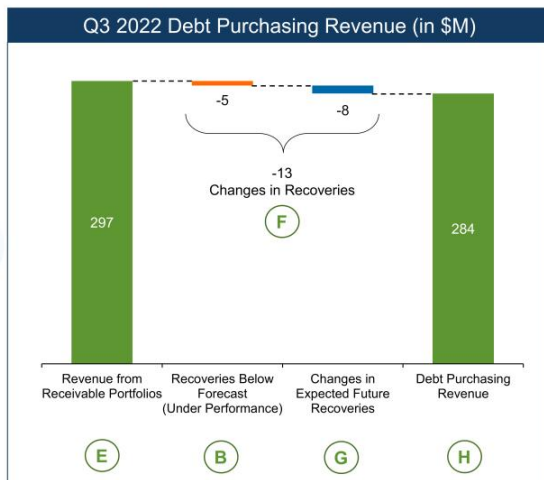 Q3 2022 Debt Purchasing Revenue (in $M)
-5
-8
-13
Changes in Recoveries
F
297
284
Revenue from
Receivable Portfolios
Recoveries Below
Forecast
(Under Performance)
Changes in
Expected Future
Recoveries
Debt Purchasing
Revenue
E
B
G
H